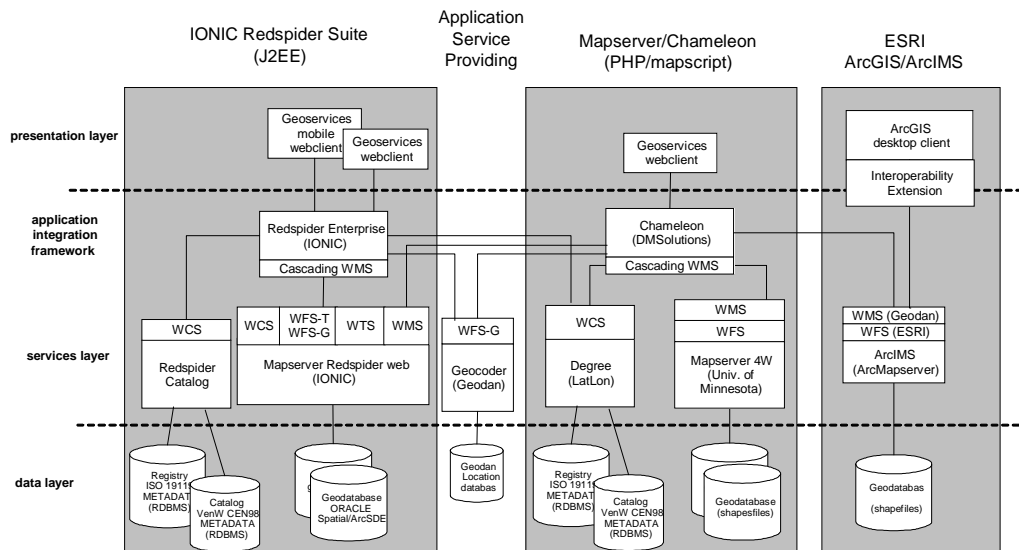 IONIC Redspider Suite
(J2EE)
Application
Service
Providing
Mapserver/Chameleon
(PHP/mapscript)
ESRI
ArcGIS/ArcIMS
presentation layer
Geoservices
mobile
webclient
Geoservices
webclient
Geoservices
webclient
ArcGIS
desktop client
Interoperability
Extension
application
integration
framework
Redspider Enterprise
(IONIC)
Cascading WMS
Chameleon
(DMSolutions)
Cascading WMS
services layer
WCS
Redspider
Catalog
WCS
WFS-T
WFS-G
WTS
WMS
Mapserver Redspider web
(IONIC)
WFS-G
Geocoder
(Geodan)
WCS
Degree
(LatLon)
WMS
WFS
Mapserver 4W
(Univ. of
Minnesota)
WMS (Geodan)
WFS (ESRI)
ArcIMS
(ArcMapserver)
data layer
Registry
ISO 19119
METADATA
(RDBMS)
Catalog
VenW CEN98
METADATA
(RDBMS)
Geodatabase
ORACLE
Spatial/ArcSDE
Geodan
Location
databas
Registry
ISO 19119
METADATA
(RDBMS)
Catalog
VenW CEN98
METADATA
(RDBMS)
Geodatabase
(shapesfiles)
Geodatabas
(shapefiles)